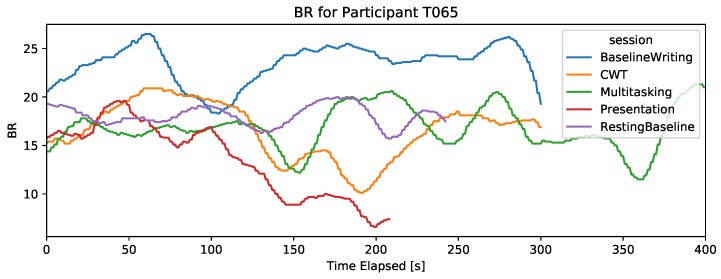 BR for Participant T065
BR
25
20
15
10
session
BaselineWriting
CWT
Multitasking
Presentation
RestingBaseline
0 50 100 150 200 250 300 350 400
Time Elapsed [s]